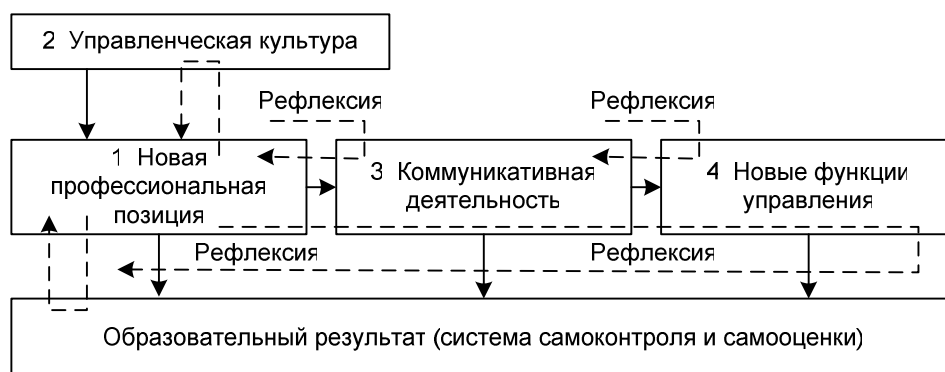 2 Управленческая культура
Рефлексия
Рефлексия
1 Новая
профессиональная
позиция
3 Коммуникативная
деятельность
4 Новые функции
управления
Рефлексия
Рефлексия
Образовательный результат (система самоконтроля и самооценки)